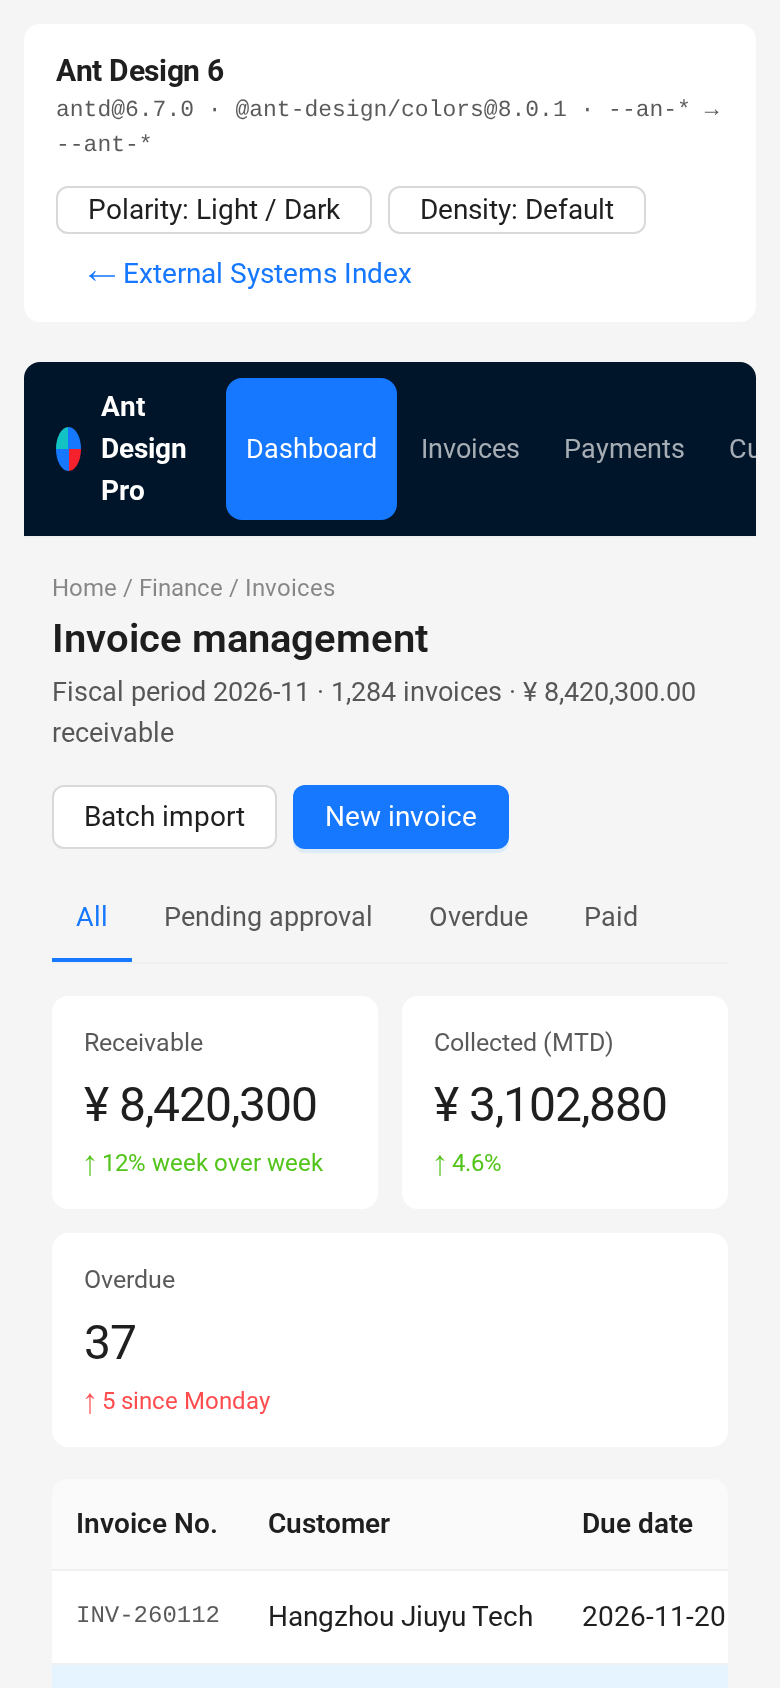 Ant Design 6
antd@6.7.0 · @ant-design/colors@8.0.1 · --an-* →
--ant-*
Polarity: Light / Dark
Density: Default
← External Systems Index
Ant
Design
Pro
Dashboard
Invoices
Payments
Cu
Home / Finance / Invoices
Invoice management
Fiscal period 2026-11 · 1,284 invoices · ¥ 8,420,300.00
receivable
Batch import
New invoice
All
Pending approval
Overdue
Paid
Receivable
¥ 8,420,300
↑ 12% week over week
Collected (MTD)
¥ 3,102,880
↑ 4.6%
Overdue
37
↑ 5 since Monday
Invoice No. Customer Due date
INV-260112 Hangzhou Jiuyu Tech 2026-11-20